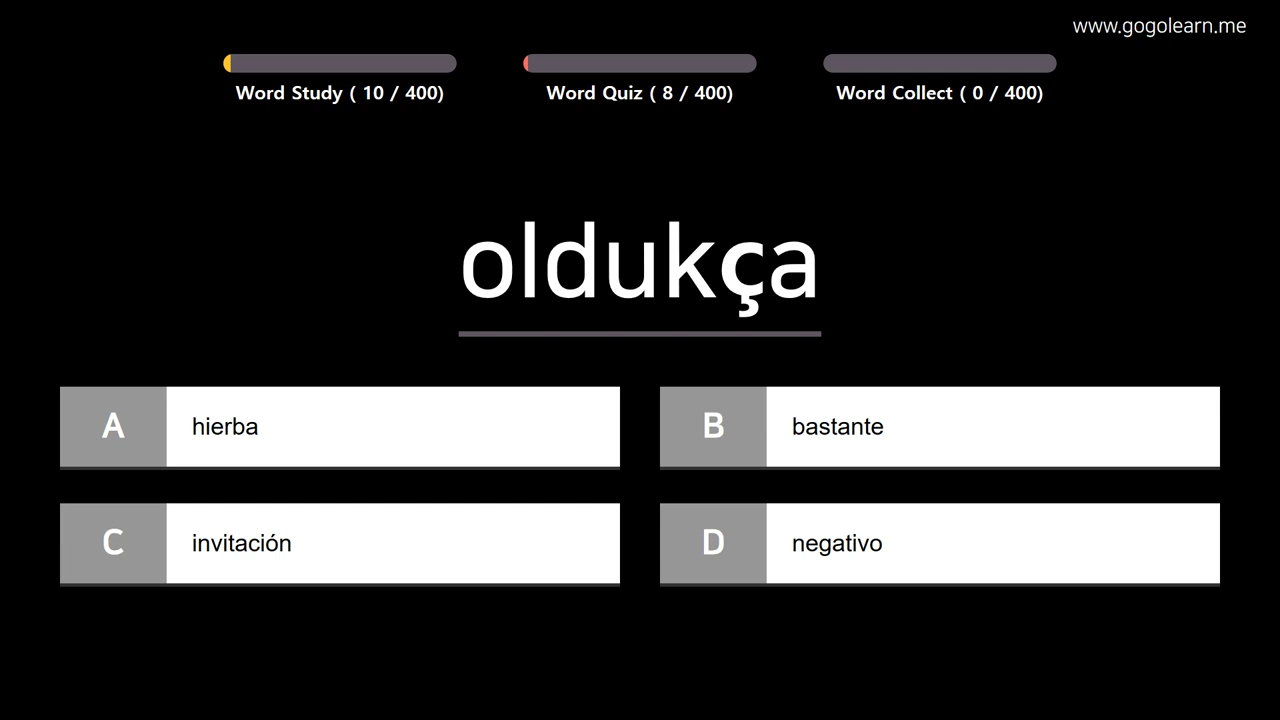 www.gogolearn.me
Word Study ( 10 / 400)
Word Quiz ( 8 / 400)
Word Collect ( 0 / 400)
oldukça
A hierba
B bastante
C invitación
D negativo